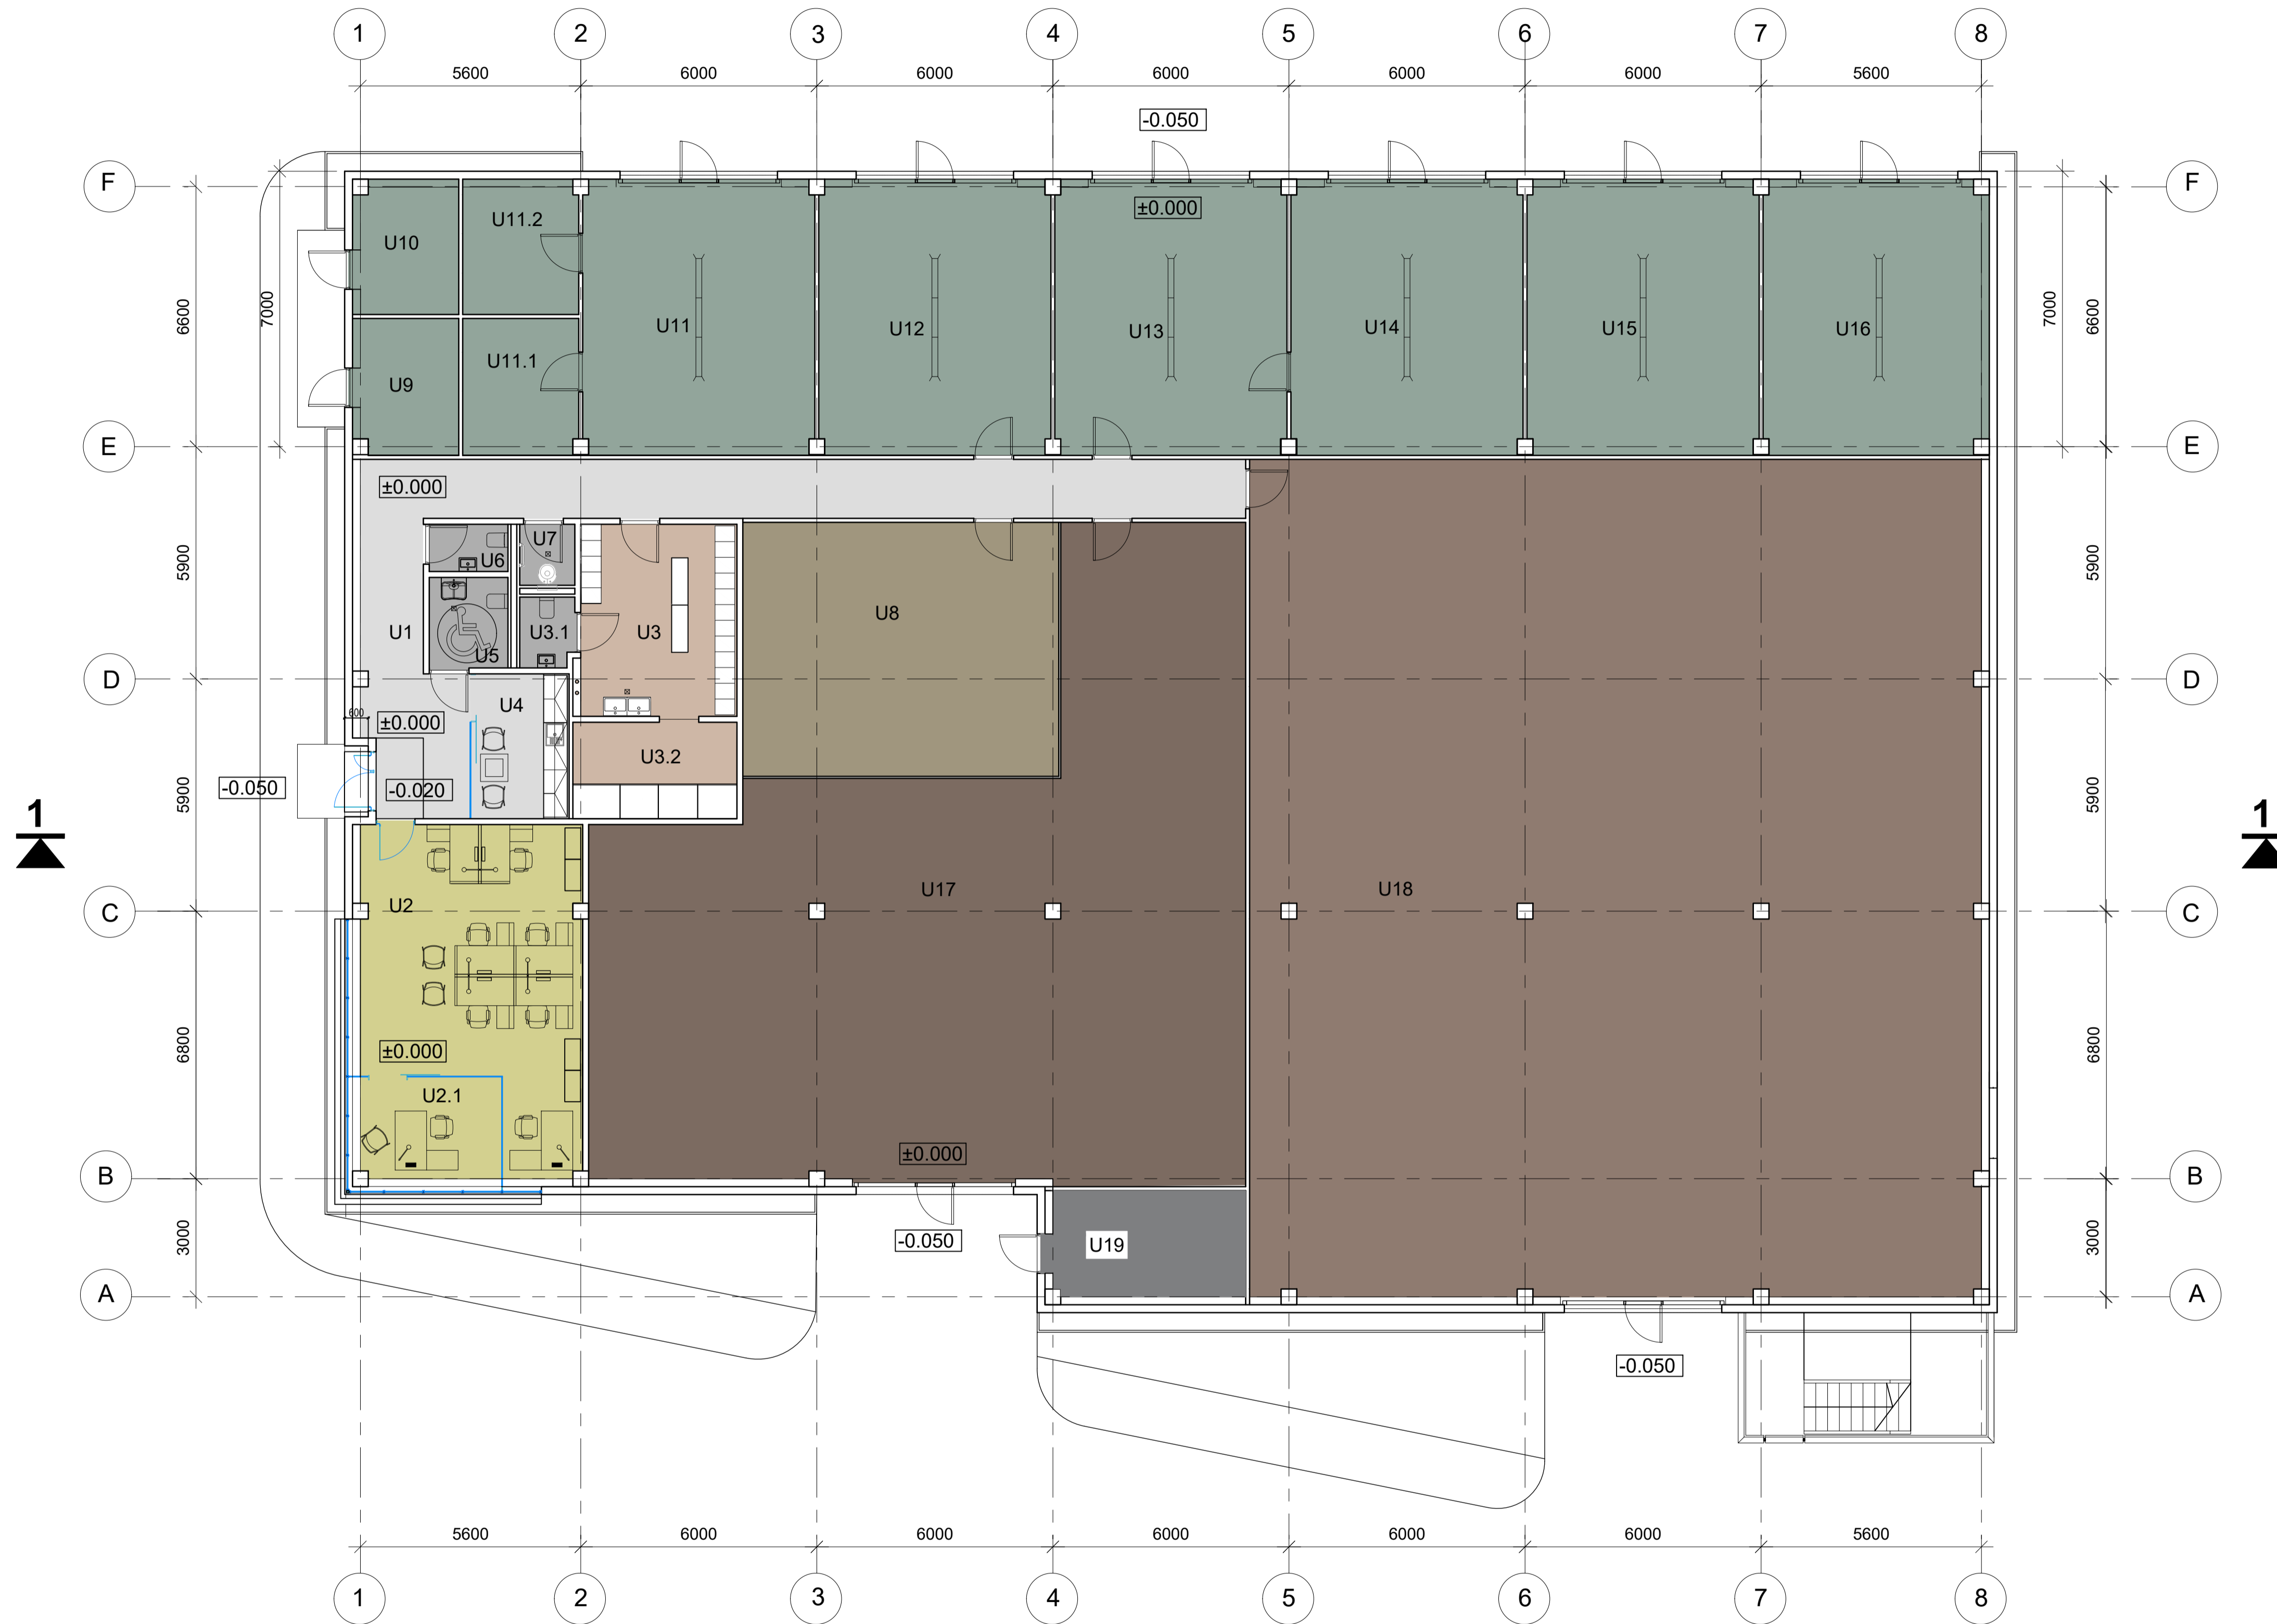 1 2 3 4 5 6 7 8
5600 6000 6000 6000 6000 6000 5600
-0.050
F F
U11.2
±0.000
U10
6600 7000 7000 6600
U11 U12 U13 U14 U15 U16
U11.1
U9
E E
±0.000
U7
U6
5900 5900
U8
U1 U3.1 U3
U5
D D
U4
600
±0.000
U3.2
-0.050 -0.020
5900 5900
1 1
U17 U18
U2
C C
6800 6800
±0.000
U2.1
±0.000
B B
3000 -0.050 U19 3000
A A
-0.050
5600 6000 6000 6000 6000 6000 5600
1 2 3 4 5 6 7 8